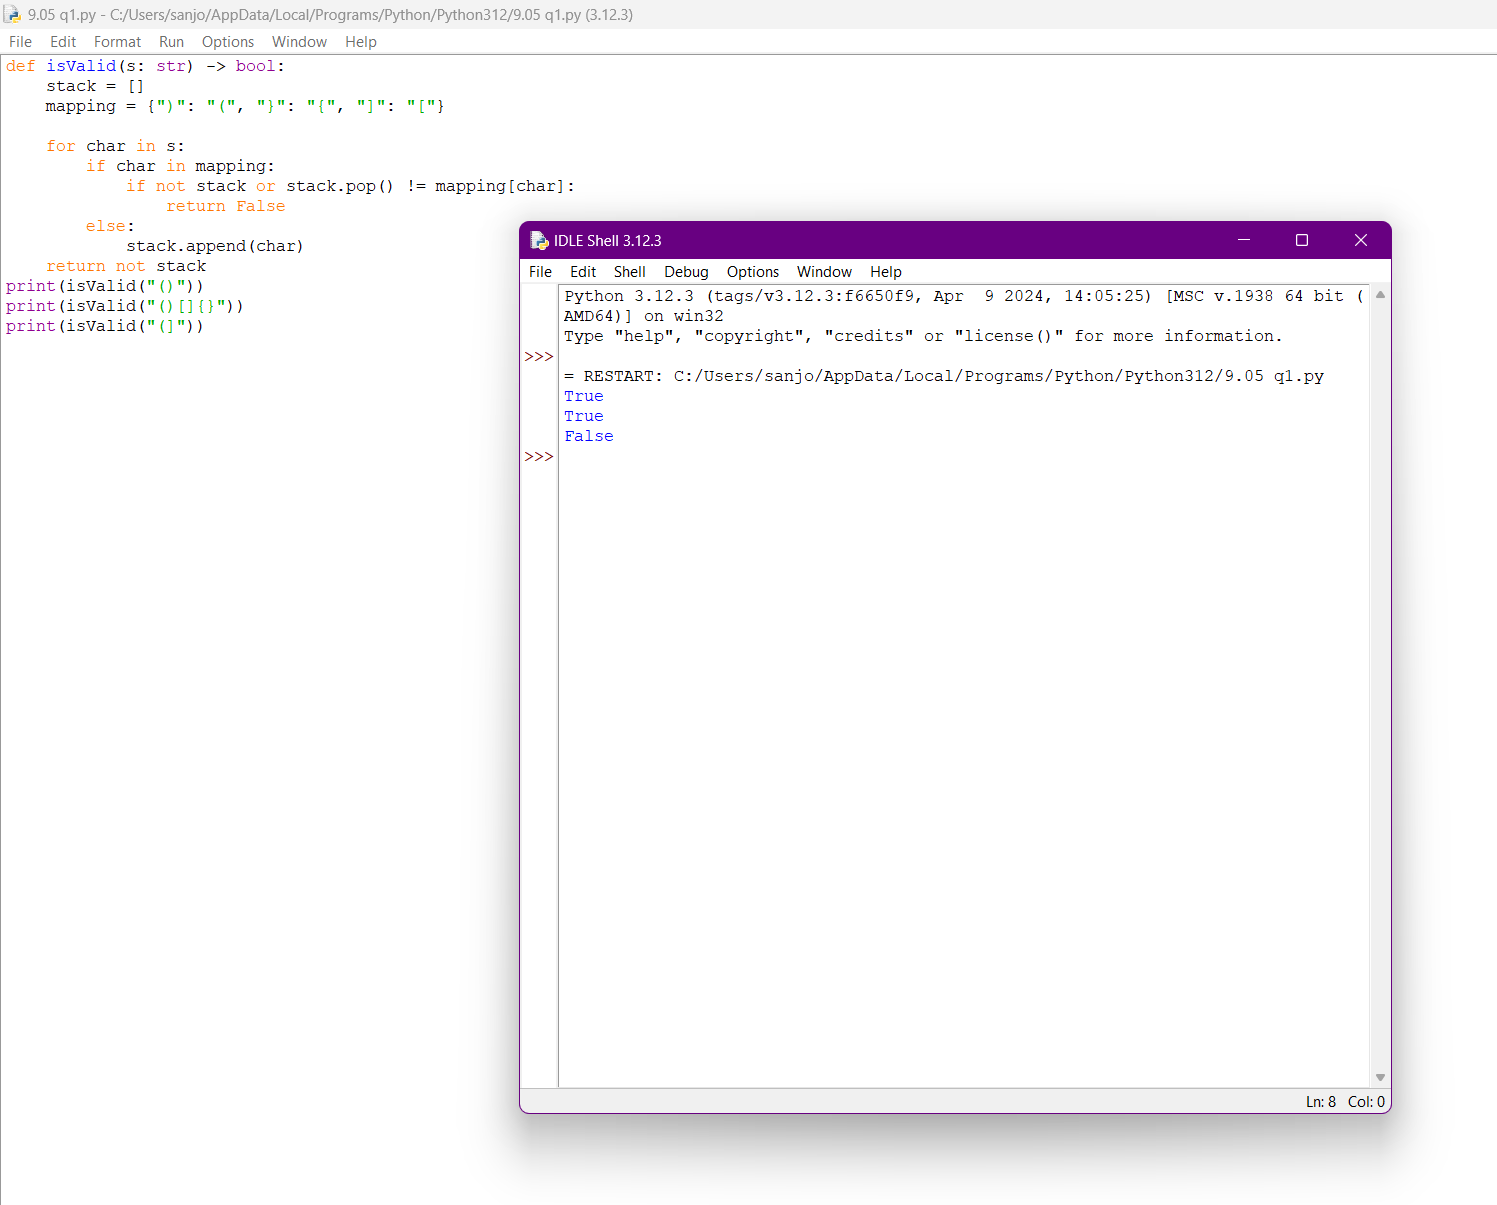 9.05 q1.py - C:/Users/sanjo/AppData/Local/Programs/Python/Python312/9.05 q1.py (3.12.3)
File Edit Format Run Options Window Help
def isValid(s: str) -> bool:
    stack = []
    mapping = {")": "(", "}": "{", "]": "["}

    for char in s:
        if char in mapping:
            if not stack or stack.pop() != mapping[char]:
                return False
        else:
            stack.append(char)
    return not stack
print(isValid("()"))
print(isValid("()[]{}"))
print(isValid("(]"))
IDLE Shell 3.12.3
File Edit Shell Debug Options Window Help
Python 3.12.3 (tags/v3.12.3:f6650f9, Apr  9 2024, 14:05:25) [MSC v.1938 64 bit (
AMD64)] on win32
Type "help", "copyright", "credits" or "license()" for more information.
>>>
= RESTART: C:/Users/sanjo/AppData/Local/Programs/Python/Python312/9.05 q1.py
True
True
False
>>>
Ln: 8 Col: 0